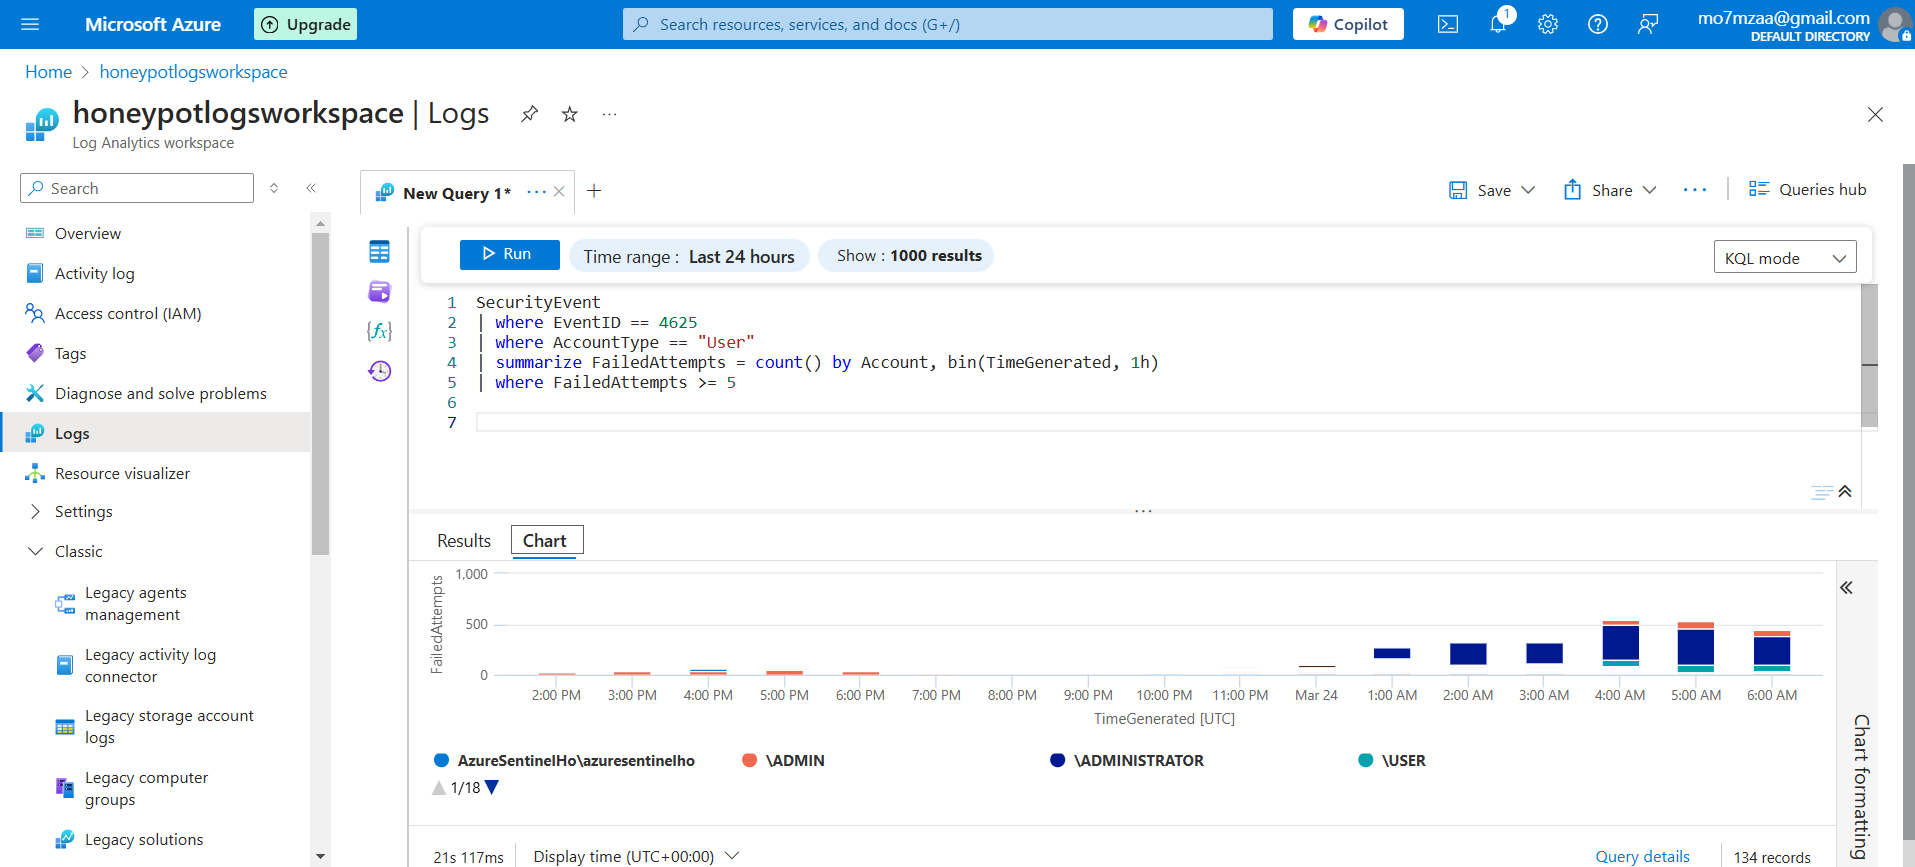 Microsoft Azure
Upgrade
Search resources, services, and docs (G+/)
Copilot
1
mo7mzaa@gmail.com
DEFAULT DIRECTORY
Home > honeypotlogsworkspace
honeypotlogsworkspace | Logs
Log Analytics workspace
Search
Overview
Activity log
Access control (IAM)
Tags
Diagnose and solve problems
Logs
Resource visualizer
Settings
Classic
Legacy agents
management
Legacy activity log
connector
Legacy storage account
logs
Legacy computer
groups
Legacy solutions
New Query 1*
Save
Share
Queries hub
Run
Time range : Last 24 hours
Show : 1000 results
KQL mode
1 SecurityEvent
2 | where EventID == 4625
3 | where AccountType == "User"
4 | summarize FailedAttempts = count() by Account, bin(TimeGenerated, 1h)
5 | where FailedAttempts >= 5
6
7
Results
Chart
FailedAttempts
1,000
500
0
2:00 PM 3:00 PM 4:00 PM 5:00 PM 6:00 PM 7:00 PM 8:00 PM 9:00 PM 10:00 PM 11:00 PM Mar 24 1:00 AM 2:00 AM 3:00 AM 4:00 AM 5:00 AM 6:00 AM
TimeGenerated [UTC]
AzureSentinelHo\azuresentinelho
\ADMIN
\ADMINISTRATOR
\USER
1/18
Chart formatting
21s 117ms
Display time (UTC+00:00)
Query details
134 records